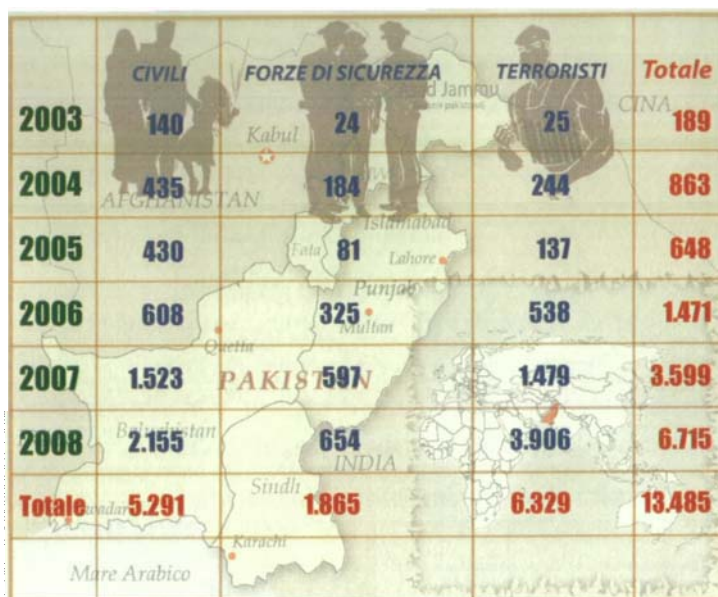 CIVILI FORZE DI SICUREZZA TERRORISTI Totale
Jammu
CINA
2003 140 24 25 189
Kabul
2004 435 184 244 863
AFGHANISTAN
Islamabad
2005 430 81 137 648
Fata Lahore
Punjab
2006 608 325 538 1.471
Multan
Quetta
2007 1.523 597 1.479 3.599
PAKISTAN
Beluchistan
2008 2.155 654 3.906 6.715
INDIA
Sindh
Totale 5.291 1.865 6.329 13.485
Karachi
Mare Arabico